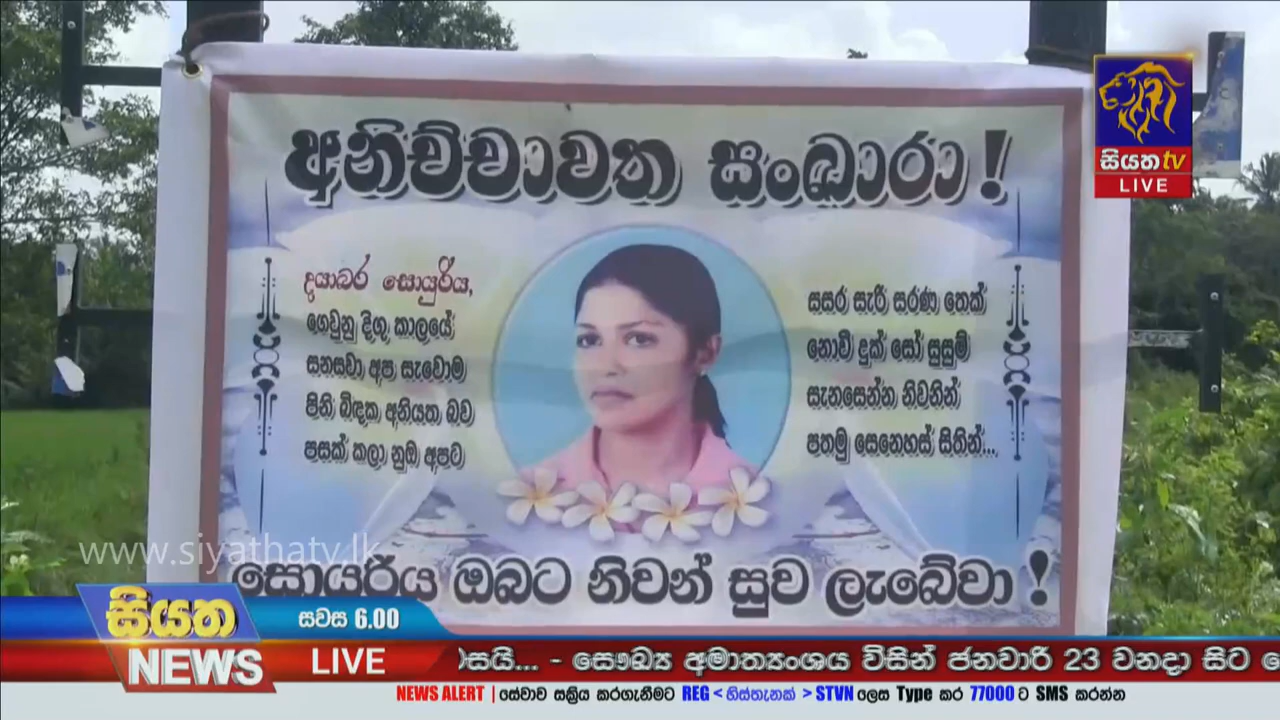 අනිච්චාවත සංඛාරා !
සියත tv
LIVE
දයාබර සොයුරිය,
ගෙවුනු දිගු කාලයේ
සනසවා අප සැවොම
පිනි බිඳක අනියත බව
පසක් කලා නුඹ අපට
සසර සැරි සරණ තෙක්
නොවී දුක් සෝ සුසුම්
සැනසෙන්න නිවනින්
පතමු සෙනෙහස් සිතින්...
www.siyathatv.lk
සොයුරිය ඔබට නිවන් සුව ලැබේවා !
සියත
සවස 6.00
NEWS
LIVE
සයි... - සෞඛ්‍ය අමාත්‍යංශය විසින් ජනවාරි 23 වනදා සිට
NEWS ALERT | සේවාව සක්‍රිය කරගැනීමට REG < හිස්තැනක් > STVN ලෙස Type කර 77000 ට SMS කරන්න